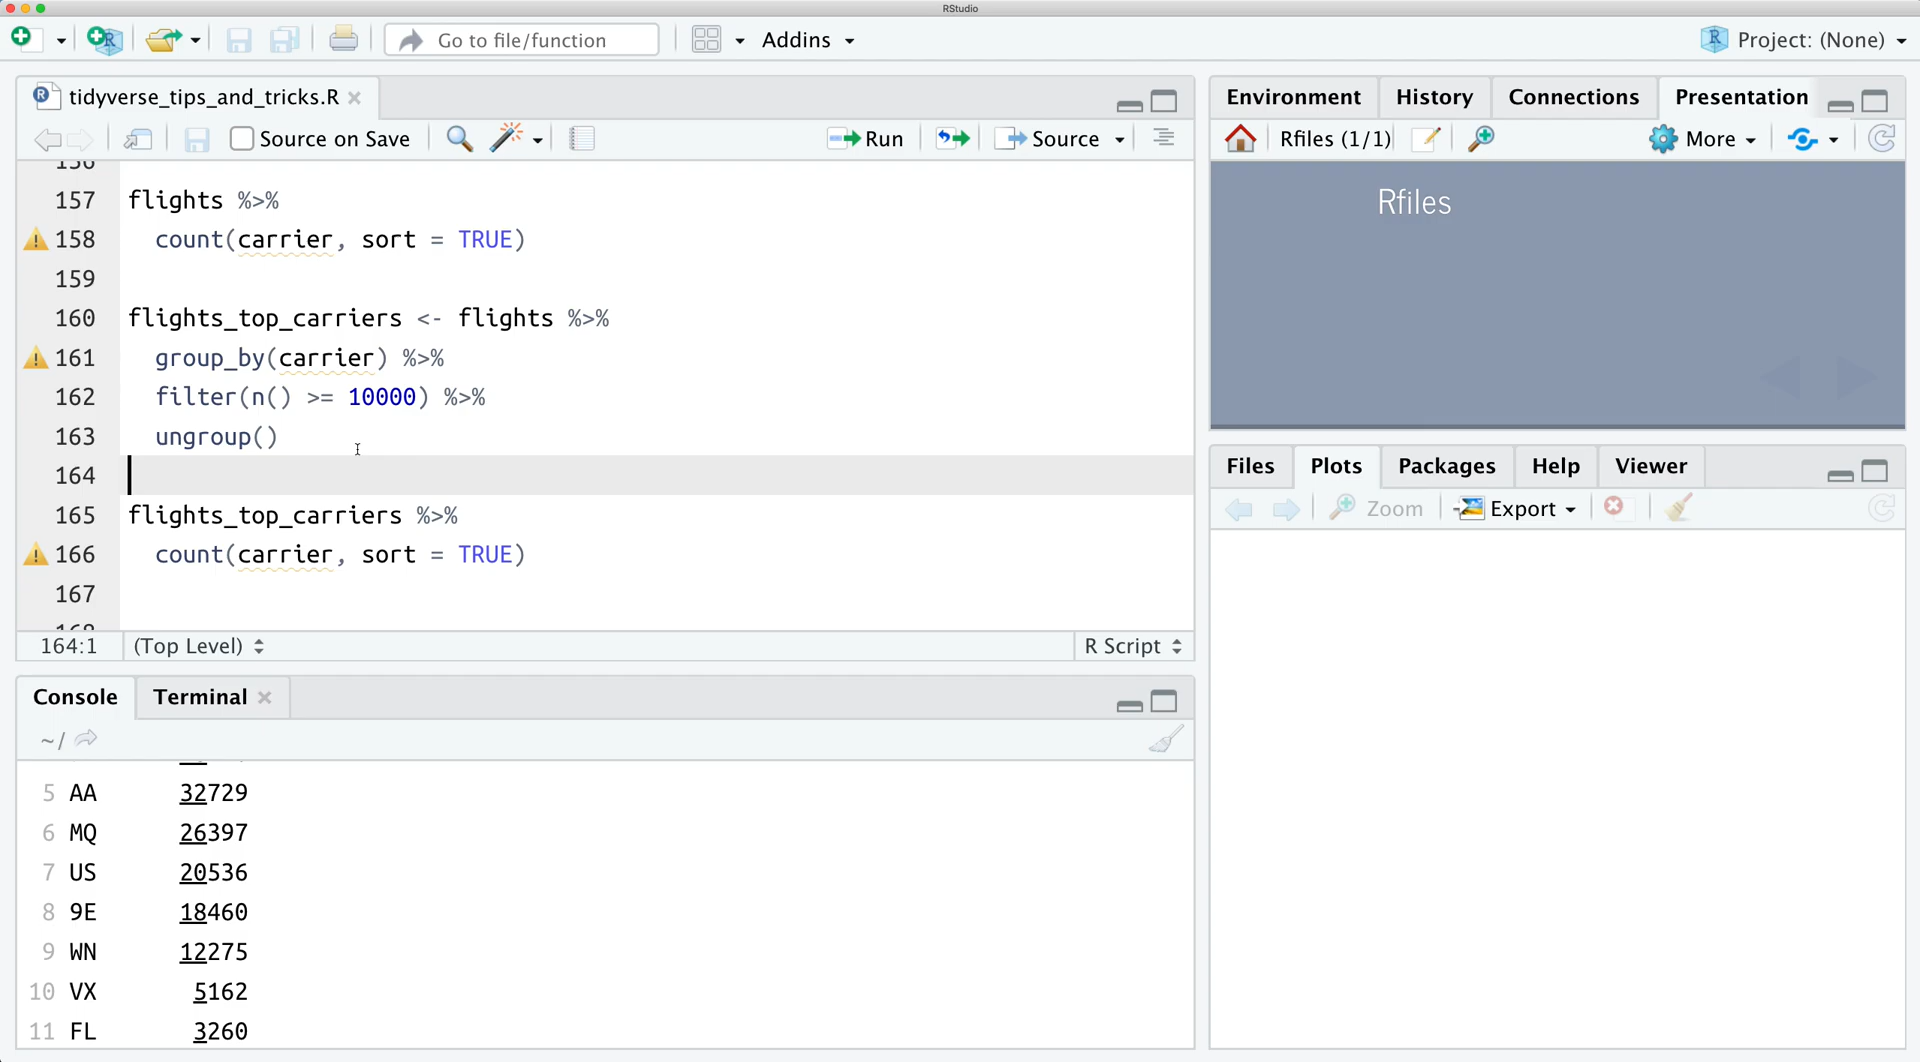 RStudio
Go to file/function
Addins
Project: (None)
tidyverse_tips_and_tricks.R
Source on Save
Run
Source
156
157 flights %>%
158 count(carrier, sort = TRUE)
159
160 flights_top_carriers <- flights %>%
161 group_by(carrier) %>%
162 filter(n() >= 10000) %>%
163 ungroup()
164
165 flights_top_carriers %>%
166 count(carrier, sort = TRUE)
167
168
164:1 (Top Level) R Script
Console Terminal
~/
5 AA 32729
6 MQ 26397
7 US 20536
8 9E 18460
9 WN 12275
10 VX 5162
11 FL 3260
Environment History Connections Presentation
Rfiles (1/1) More
Rfiles
Files Plots Packages Help Viewer
Zoom Export